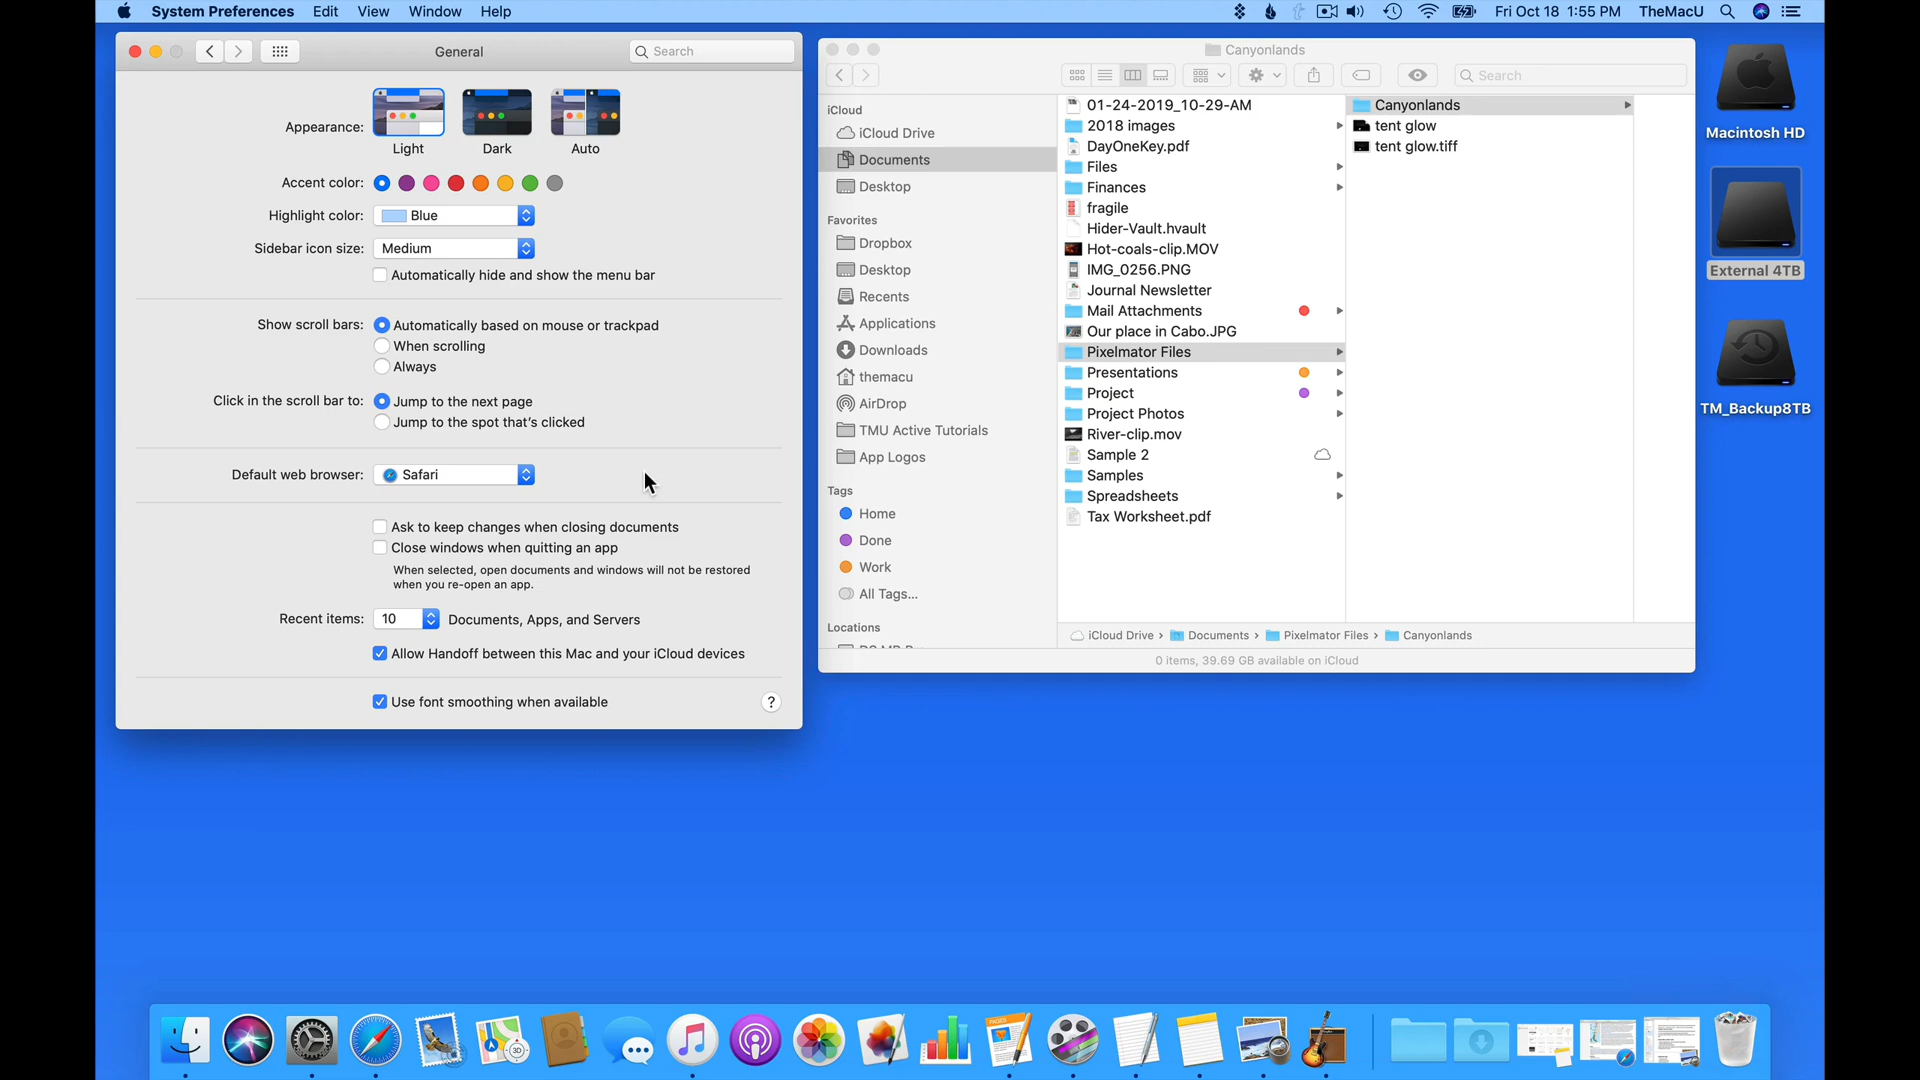 System Preferences Edit View Window Help
Fri Oct 18 1:55 PM TheMacU
General
Search
Appearance:
Light Dark Auto
Accent color:
Highlight color: Blue
Sidebar icon size: Medium
Automatically hide and show the menu bar
Show scroll bars: Automatically based on mouse or trackpad
When scrolling
Always
Click in the scroll bar to: Jump to the next page
Jump to the spot that's clicked
Default web browser: Safari
Ask to keep changes when closing documents
Close windows when quitting an app
When selected, open documents and windows will not be restored
when you re-open an app.
Recent items: 10 Documents, Apps, and Servers
Allow Handoff between this Mac and your iCloud devices
Use font smoothing when available
?
Canyonlands
Search
iCloud
iCloud Drive
Documents
Desktop
Favorites
Dropbox
Desktop
Recents
Applications
Downloads
themacu
AirDrop
TMU Active Tutorials
App Logos
Tags
Home
Done
Work
All Tags...
Locations
01-24-2019_10-29-AM
2018 images
DayOneKey.pdf
Files
Finances
fragile
Hider-Vault.hvault
Hot-coals-clip.MOV
IMG_0256.PNG
Journal Newsletter
Mail Attachments
Our place in Cabo.JPG
Pixelmator Files
Presentations
Project
Project Photos
River-clip.mov
Sample 2
Samples
Spreadsheets
Tax Worksheet.pdf
Canyonlands
tent glow
tent glow.tiff
iCloud Drive › Documents › Pixelmator Files › Canyonlands
0 items, 39.69 GB available on iCloud
Macintosh HD
External 4TB
TM_Backup8TB
3D
PAGES